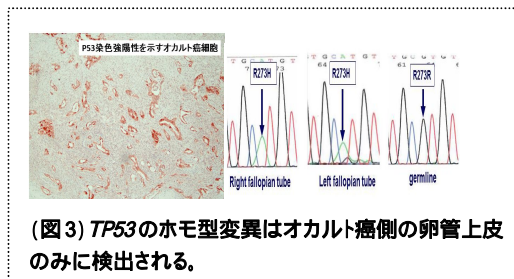 P53染色強陽性を示すオカルト癌細胞
T G C A T G T
73
R273H
Right fallopian tube
T G C A T G T
64
R273H
Left fallopian tube
T G C G T G T
61
R273R
germline
(図3) TP53のホモ型変異はオカルト癌側の卵管上皮
のみに検出される。